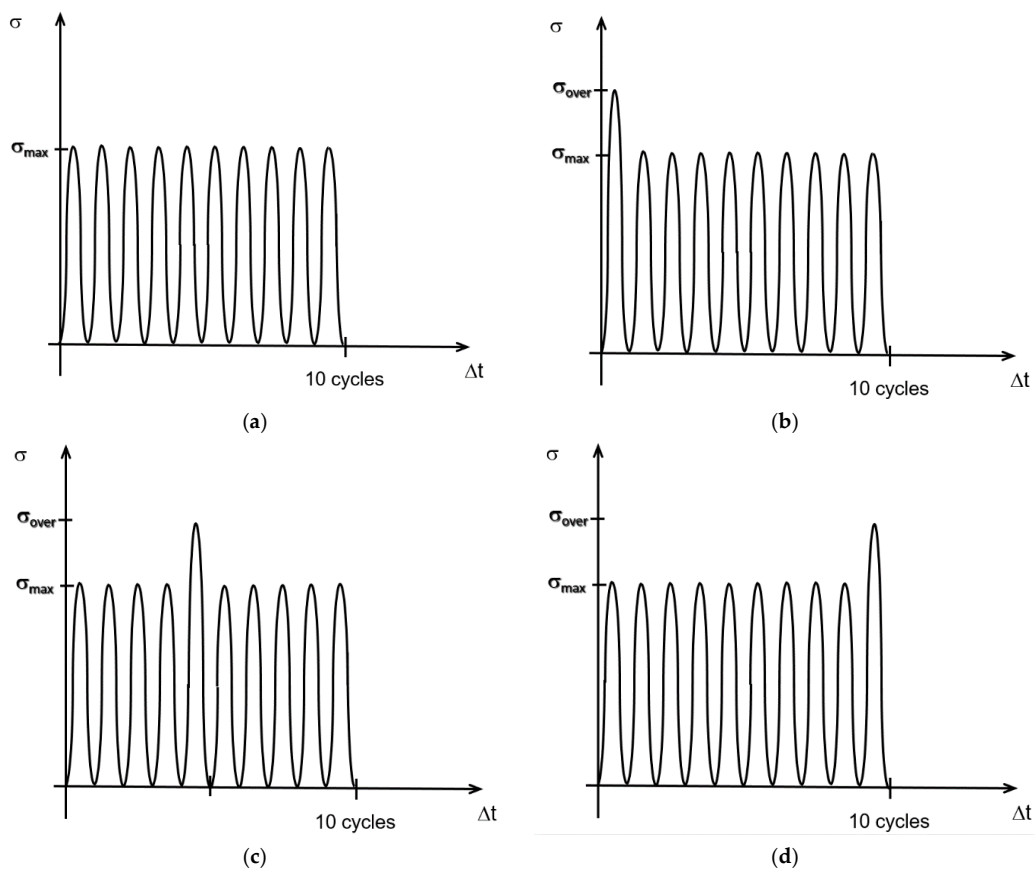 σ
σmax
10 cycles
Δt
(a)
σ
σover
σmax
10 cycles
Δt
(b)
σ
σover
σmax
10 cycles
Δt
(c)
σ
σover
σmax
10 cycles
Δt
(d)